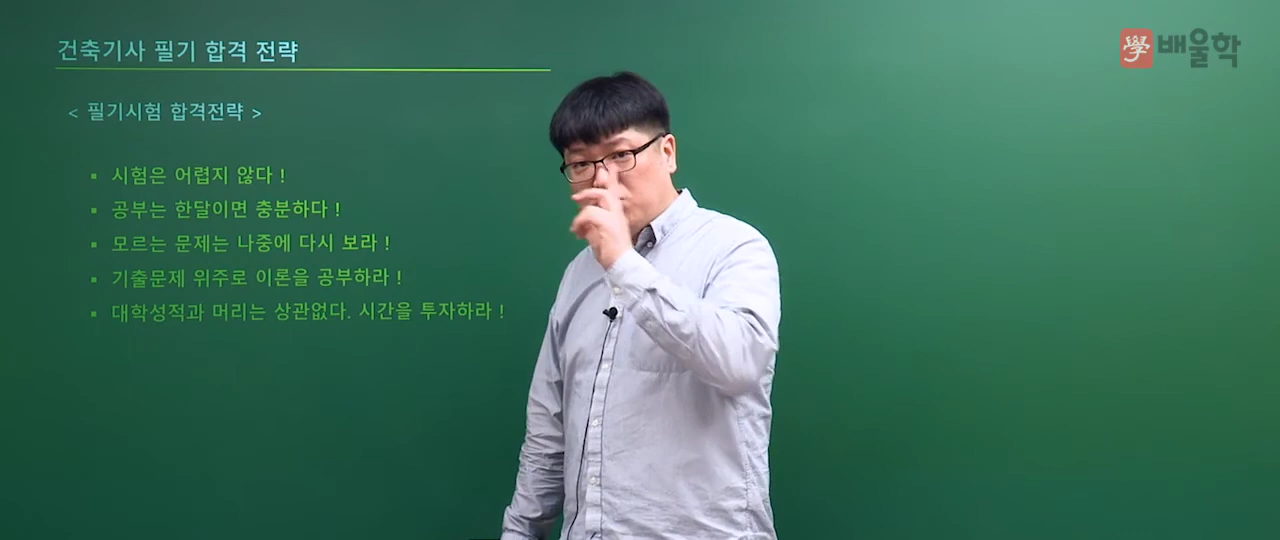 건축기사 필기 합격 전략
學 배울학
< 필기시험 합격전략 >
▪ 시험은 어렵지 않다 !
▪ 공부는 한달이면 충분하다 !
▪ 모르는 문제는 나중에 다시 보라 !
▪ 기출문제 위주로 이론을 공부하라 !
▪ 대학성적과 머리는 상관없다. 시간을 투자하라 !